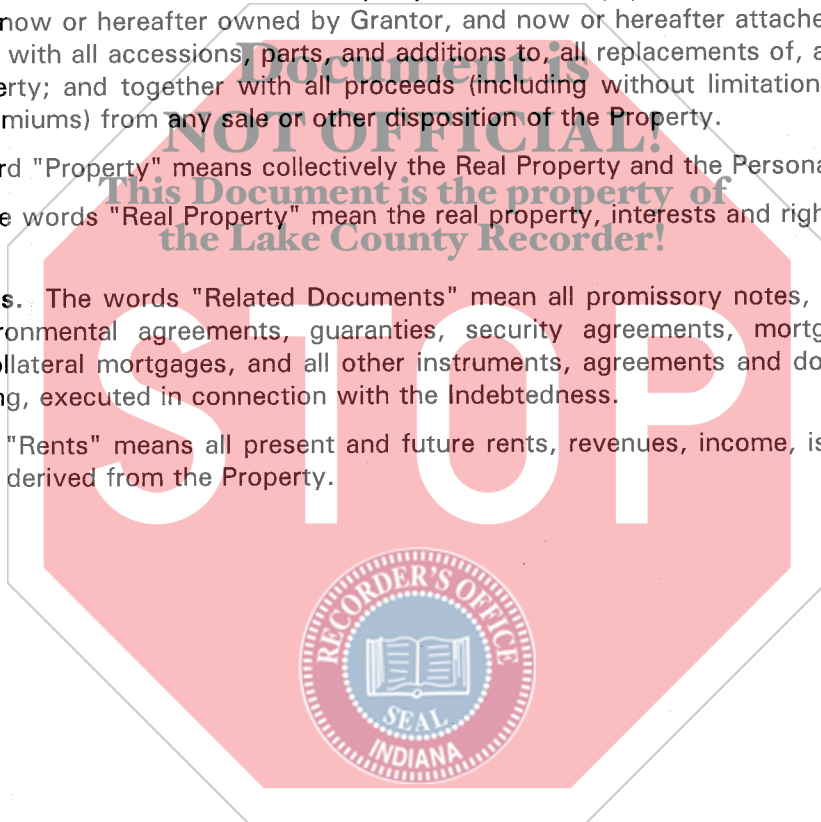 now or hereafter owned by Grantor, and now or hereafter attache
with all accessions, parts, and additions to, all replacements of, a
erty; and together with all proceeds (including without limitation
miums) from any sale or other disposition of the Property.
rd "Property" means collectively the Real Property and the Persona
e words "Real Property" mean the real property, interests and righ
s. The words "Related Documents" mean all promissory notes,
ronmental agreements, guaranties, security agreements, mortg
llateral mortgages, and all other instruments, agreements and do
ng, executed in connection with the Indebtedness.
"Rents" means all present and future rents, revenues, income, is
derived from the Property.
Document is
NOT OFFICIAL!
This Document is the property of
the Lake County Recorder!
STOP
RECORDER'S OFFICE
SEAL
INDIANA